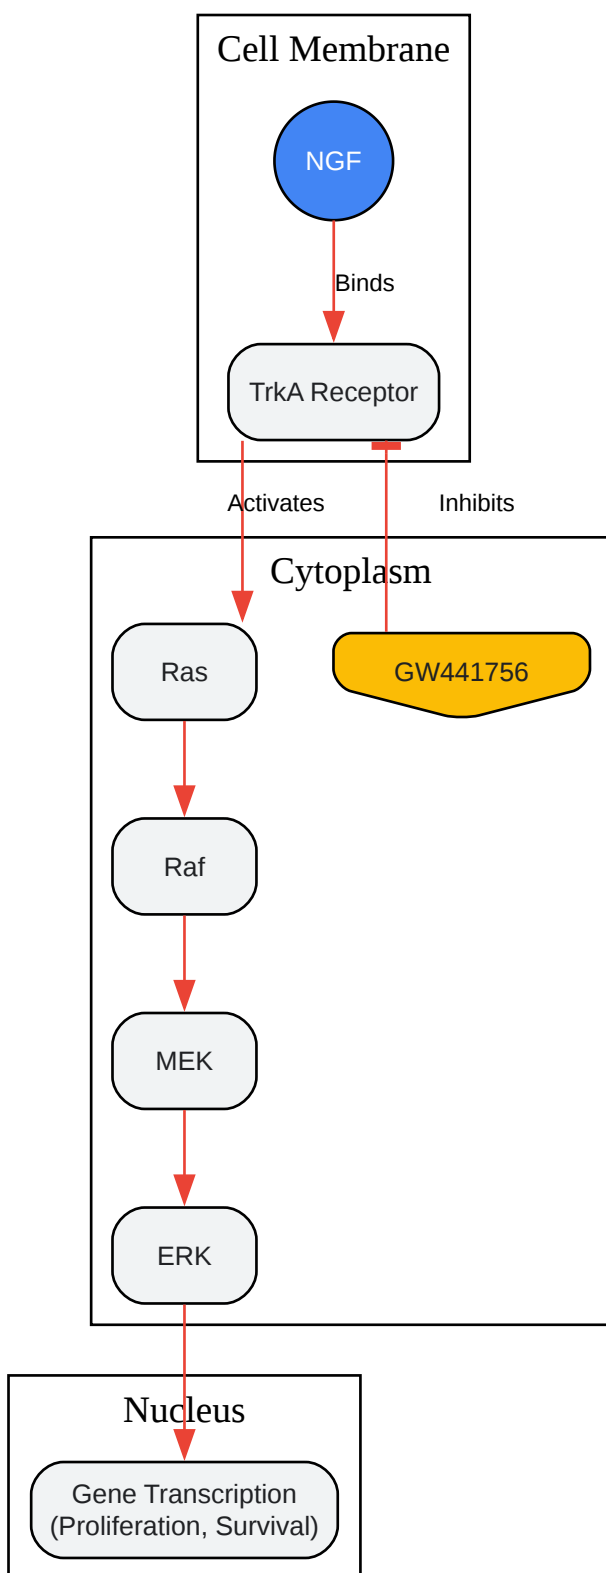 Cell Membrane
NGF
Binds
TrkA Receptor
Activates
Inhibits
Cytoplasm
Ras
GW441756
Raf
MEK
ERK
Nucleus
Gene Transcription
(Proliferation, Survival)